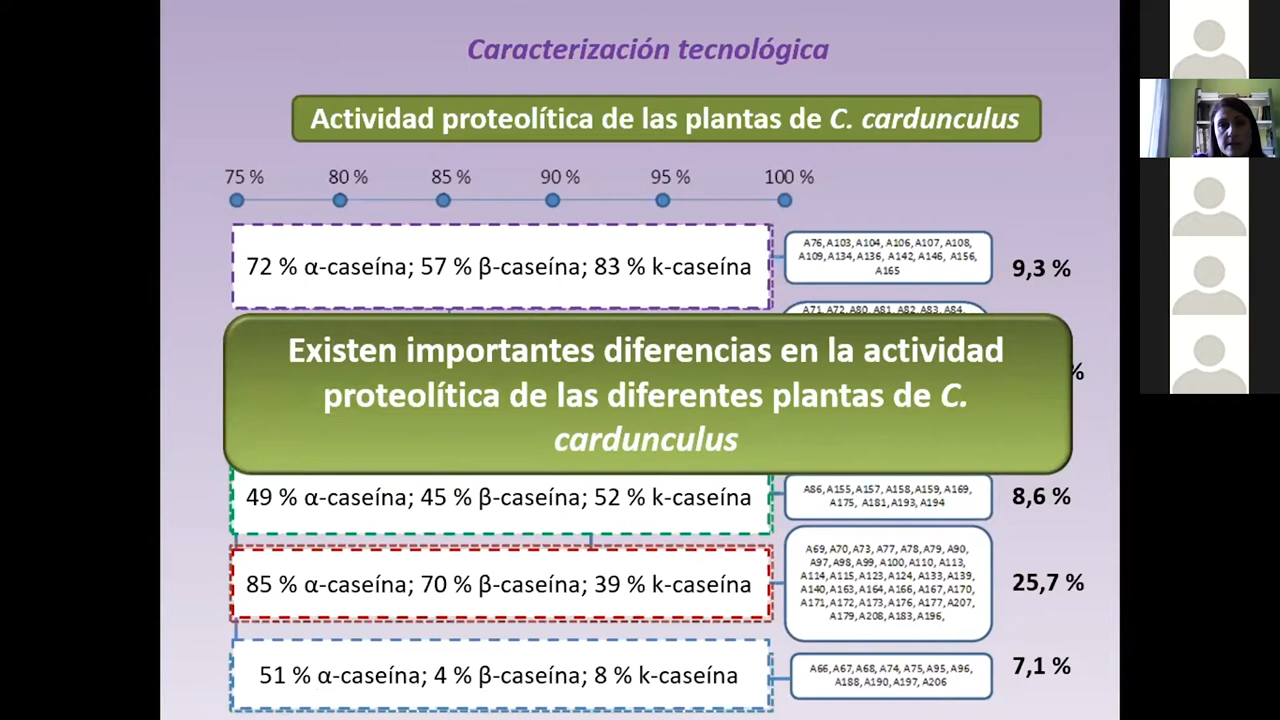 Caracterización tecnológica
Actividad proteolítica de las plantas de C. cardunculus
75 % 80 % 85 % 90 % 95 % 100 %
72 % α-caseína; 57 % β-caseína; 83 % k-caseína
A76, A103, A104, A106, A107, A108,
A109, A134, A136, A142, A146, A156,
A165
9,3 %
A71, A72, A80, A81, A82, A83, A84,
Existen importantes diferencias en la actividad
proteolítica de las diferentes plantas de C.
cardunculus
%
49 % α-caseína; 45 % β-caseína; 52 % k-caseína
A86, A155, A157, A158, A159, A169,
A175, A181, A193, A194
8,6 %
85 % α-caseína; 70 % β-caseína; 39 % k-caseína
A69, A70, A73, A77, A78, A79, A90,
A97, A98, A99, A100, A110, A113,
A114, A115, A123, A124, A133, A139,
A140, A163, A164, A166, A167, A170,
A171, A172, A173, A176, A177, A207,
A179, A208, A183, A196,
25,7 %
51 % α-caseína; 4 % β-caseína; 8 % k-caseína
A66, A67, A68, A74, A75, A95, A96,
A188, A190, A197, A206
7,1 %